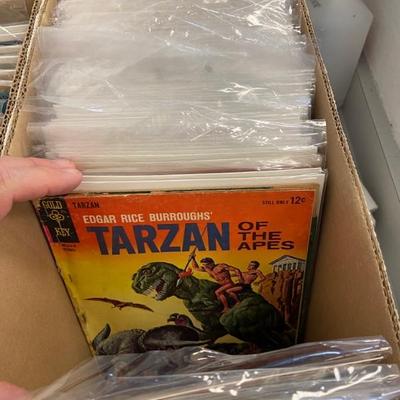 GOLD
KEY
TARZAN
STILL ONLY 12¢
EDGAR RICE BURROUGHS'
TARZAN
OF
THE
APES